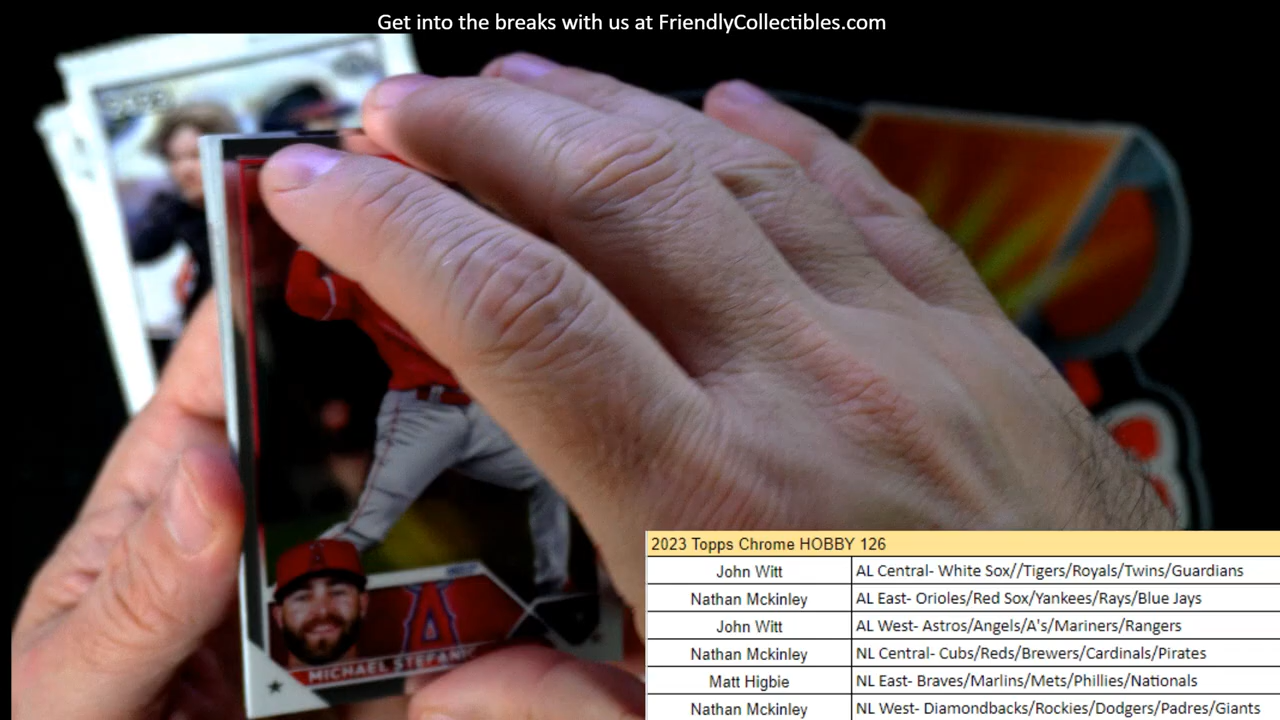 Get into the breaks with us at FriendlyCollectibles.com
MICHAEL STEFANIC
2023 Topps Chrome HOBBY 126
John Witt AL Central- White Sox//Tigers/Royals/Twins/Guardians
Nathan Mckinley AL East- Orioles/Red Sox/Yankees/Rays/Blue Jays
John Witt AL West- Astros/Angels/A's/Mariners/Rangers
Nathan Mckinley NL Central- Cubs/Reds/Brewers/Cardinals/Pirates
Matt Higbie NL East- Braves/Marlins/Mets/Phillies/Nationals
Nathan Mckinley NL West- Diamondbacks/Rockies/Dodgers/Padres/Giants